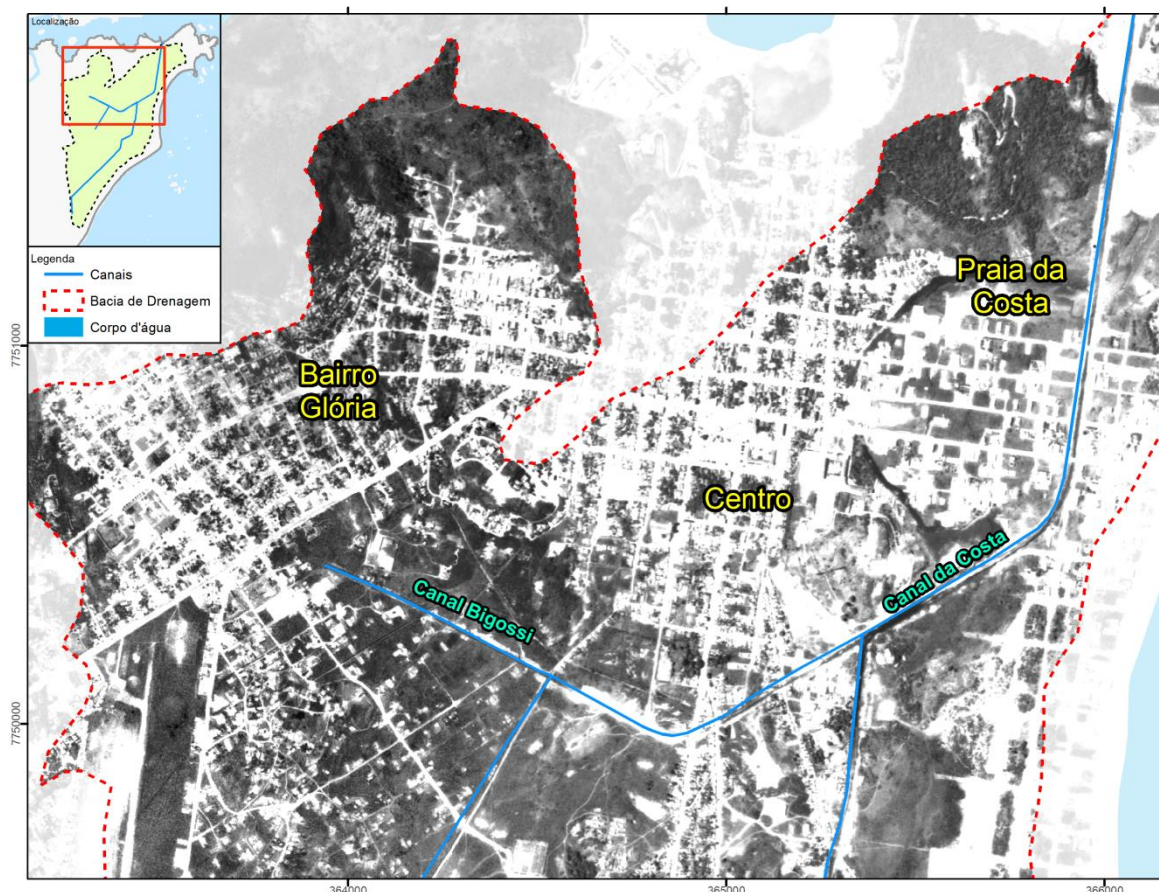 Localização
Legenda
Canais
Bacia de Drenagem
Corpo d'água
Praia da
Costa
Bairro
Glória
Centro
Canal da Costa
Canal Bigossi
7751000
7750000
364000
365000
366000